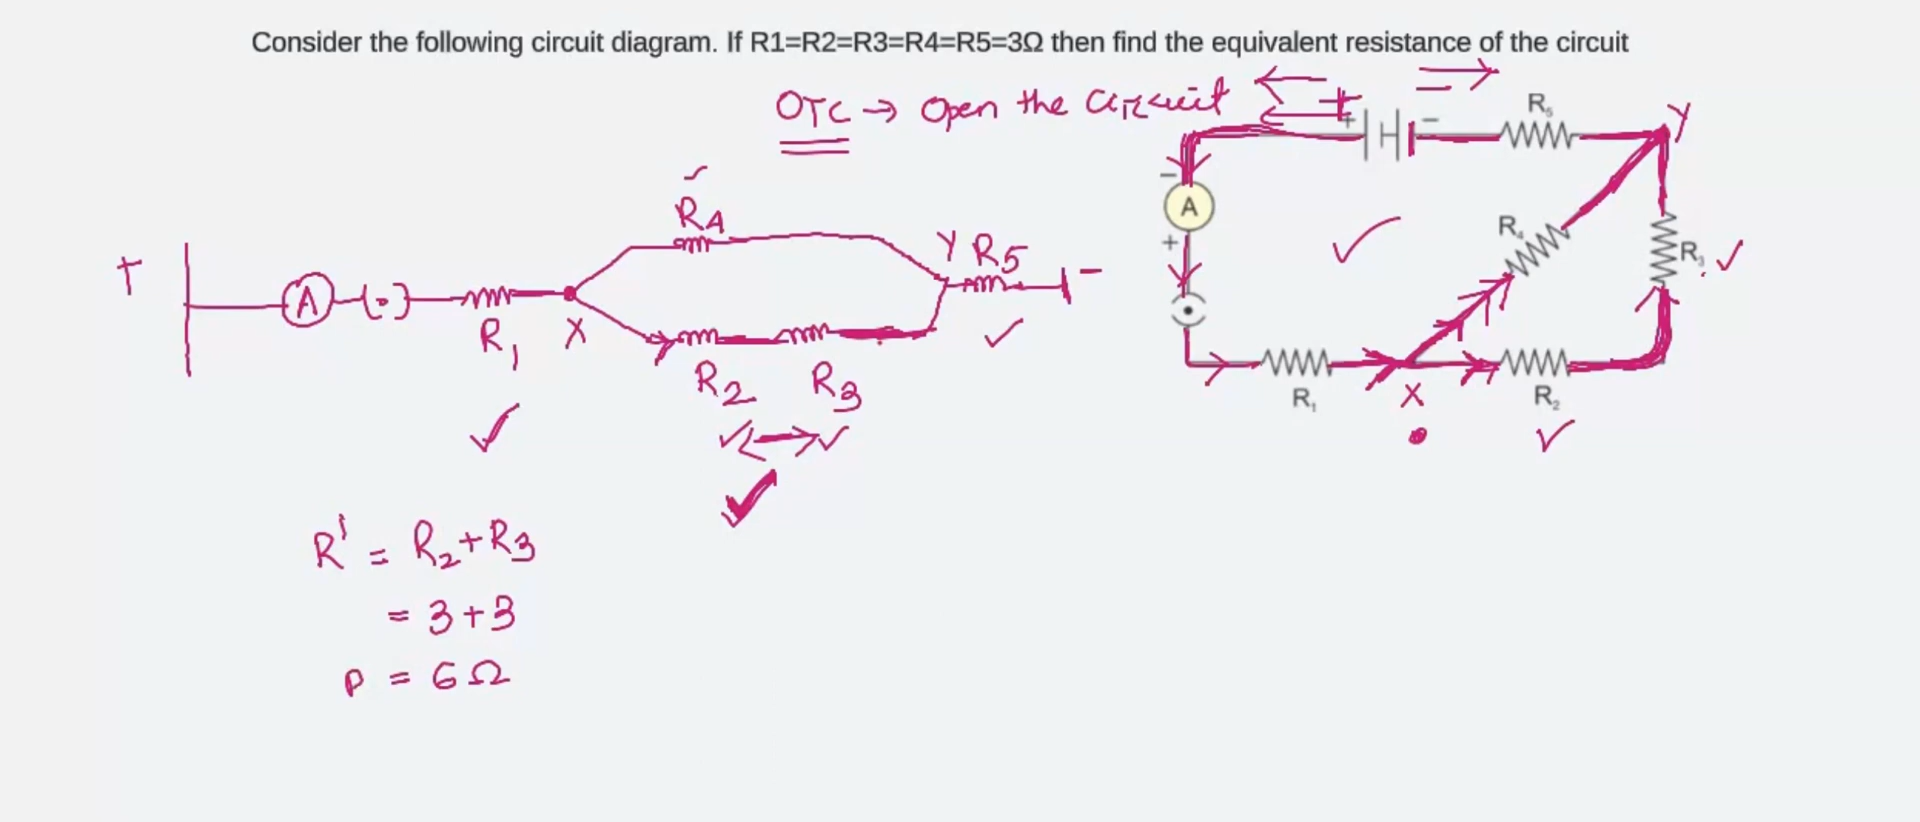 Consider the following circuit diagram. If R1=R2=R3=R4=R5=3Ω then find the equivalent resistance of the circuit
OTC → Open the Circuit
+ −
R₅
Y
−
A
+
R₄
R₃
R₁
X
R₂
+
A
R₁
X
R4
Y R5
−
R2 R3
R' = R₂+R3
= 3+3
= 6Ω